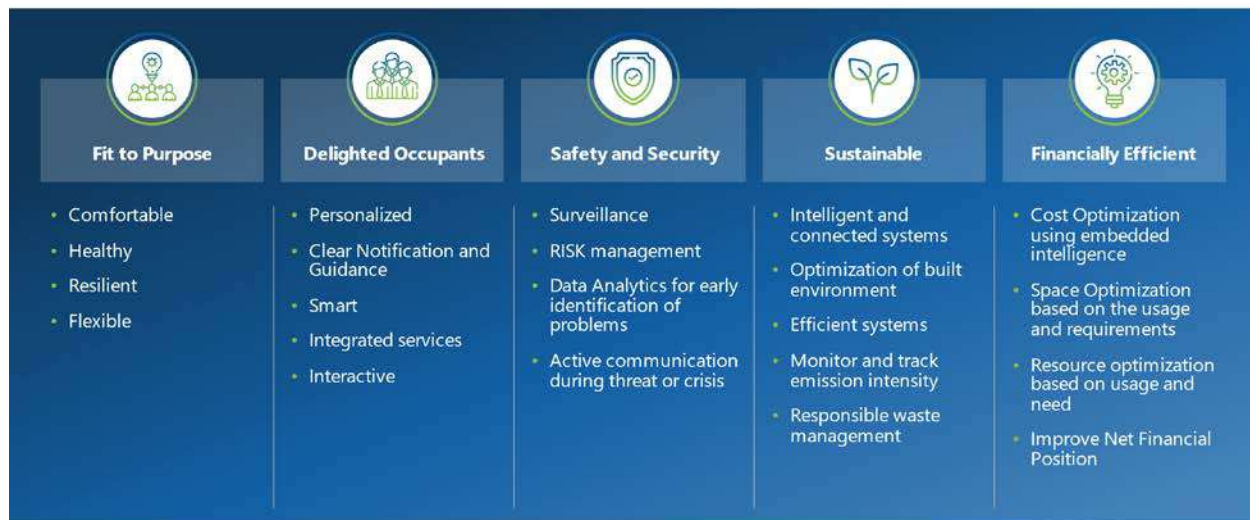 Fit to Purpose
• Comfortable
• Healthy
• Resilient
• Flexible
Delighted Occupants
• Personalized
• Clear Notification and
Guidance
• Smart
• Integrated services
• Interactive
Safety and Security
• Surveillance
• RISK management
• Data Analytics for early
identification of
problems
• Active communication
during threat or crisis
Sustainable
• Intelligent and
connected systems
• Optimization of built
environment
• Efficient systems
• Monitor and track
emission intensity
• Responsible waste
management
Financially Efficient
• Cost Optimization
using embedded
intelligence
• Space Optimization
based on the usage
and requirements
• Resource optimization
based on usage and
need
• Improve Net Financial
Position